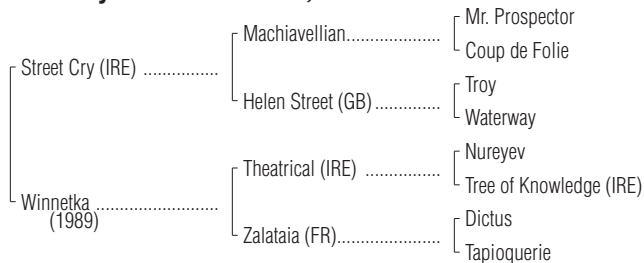 Mr. Prospector
Machiavellian....................
Coup de Folie
Street Cry (IRE) ................
Troy
Helen Street (GB)..............
Waterway
Nureyev
Theatrical (IRE) ................
Tree of Knowledge (IRE)
Winnetka ..........................
(1989)
Dictus
Zalataia (FR).....................
Tapioquerie